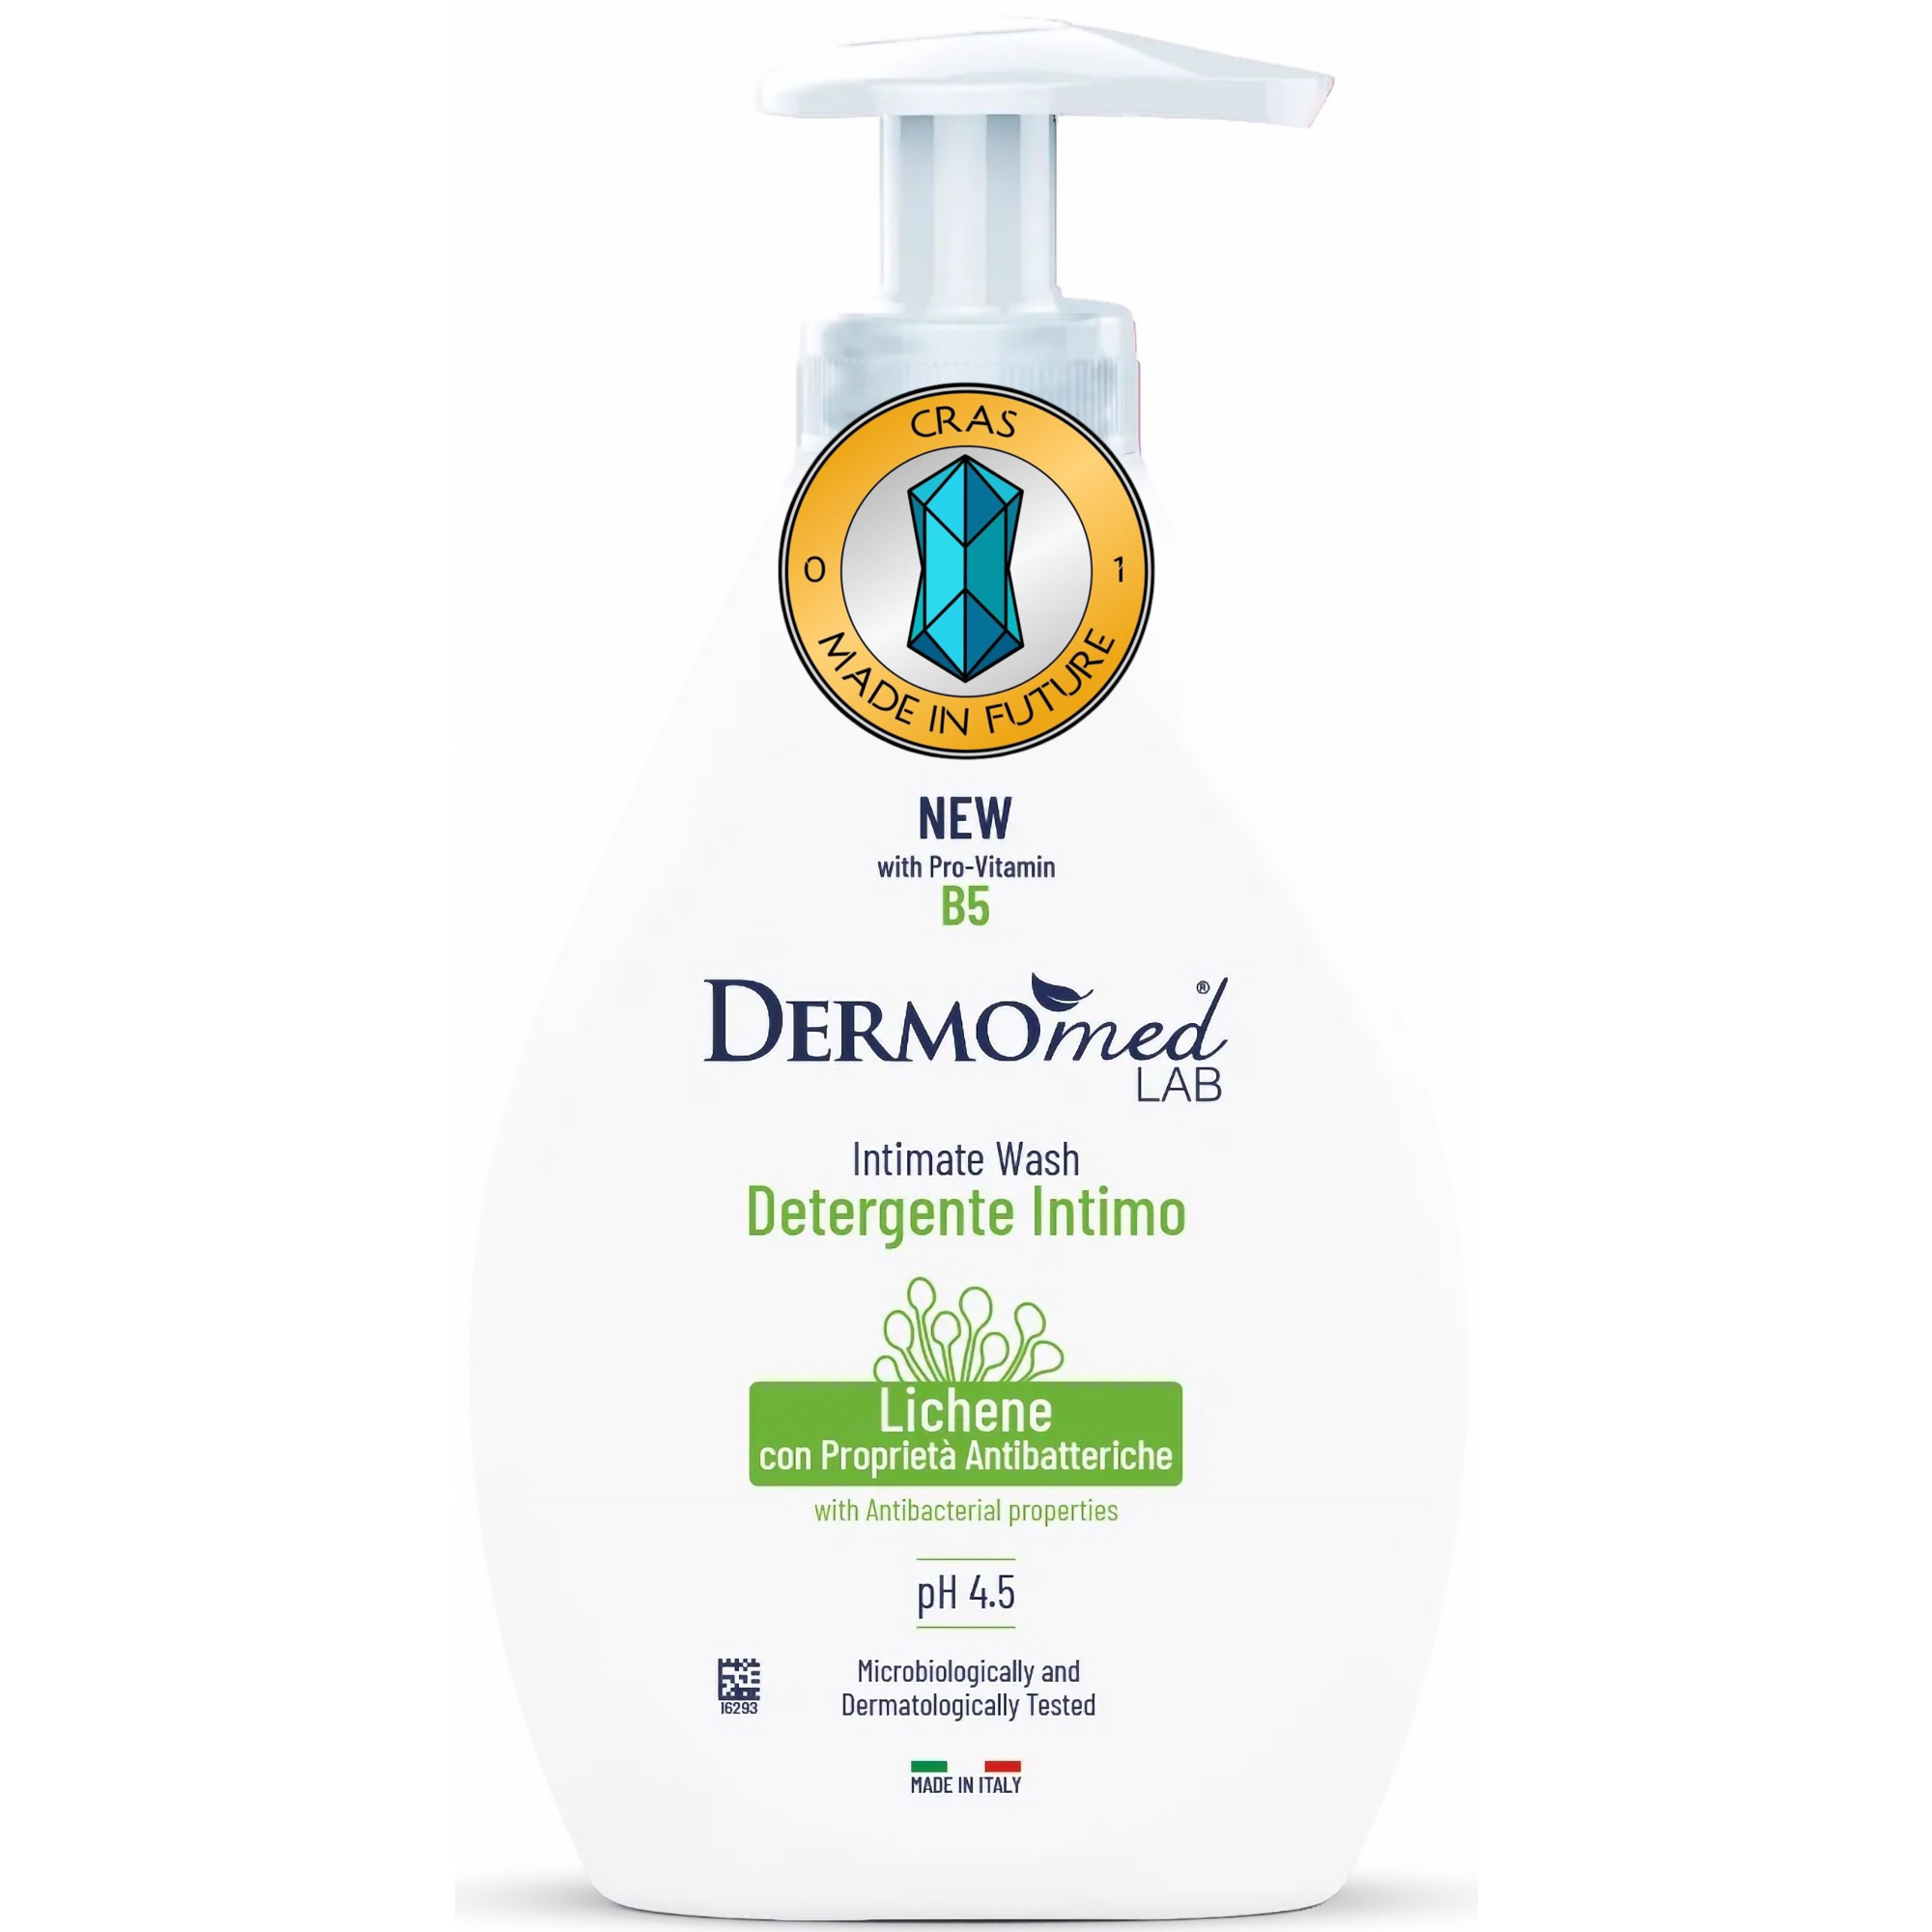 CRAS
0 1
MADE IN FUTURE
NEW
with Pro-Vitamin
B5
DERMOmed®
LAB
Intimate Wash
Detergente Intimo
Lichene
con Proprietà Antibatteriche
with Antibacterial properties
pH 4.5
Microbiologically and
Dermatologically Tested
16293
MADE IN ITALY